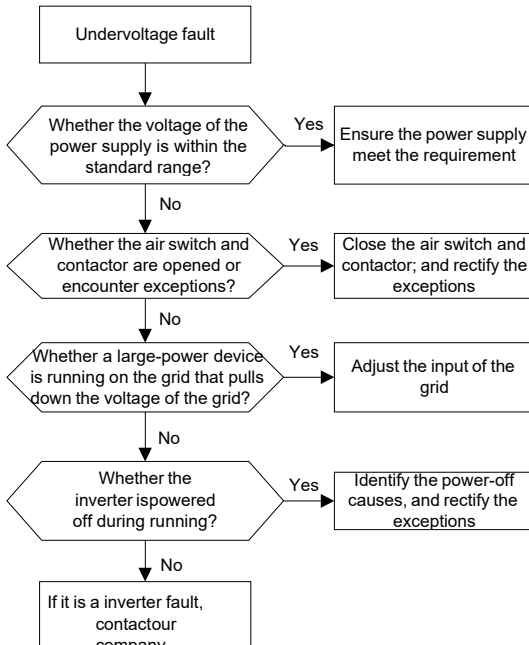 Undervoltage fault
Whether the voltage of the
power supply is within the
standard range?
Yes
Ensure the power supply
meet the requirement
No
Whether the air switch and
contactor are opened or
encounter exceptions?
Yes
Close the air switch and
contactor; and rectify the
exceptions
No
Whether a large-power device
is running on the grid that pulls
down the voltage of the grid?
Yes
Adjust the input of the
grid
No
Whether the
inverter ispowered
off during running?
Yes
Identify the power-off
causes, and rectify the
exceptions
No
If it is a inverter fault,
contactour
company